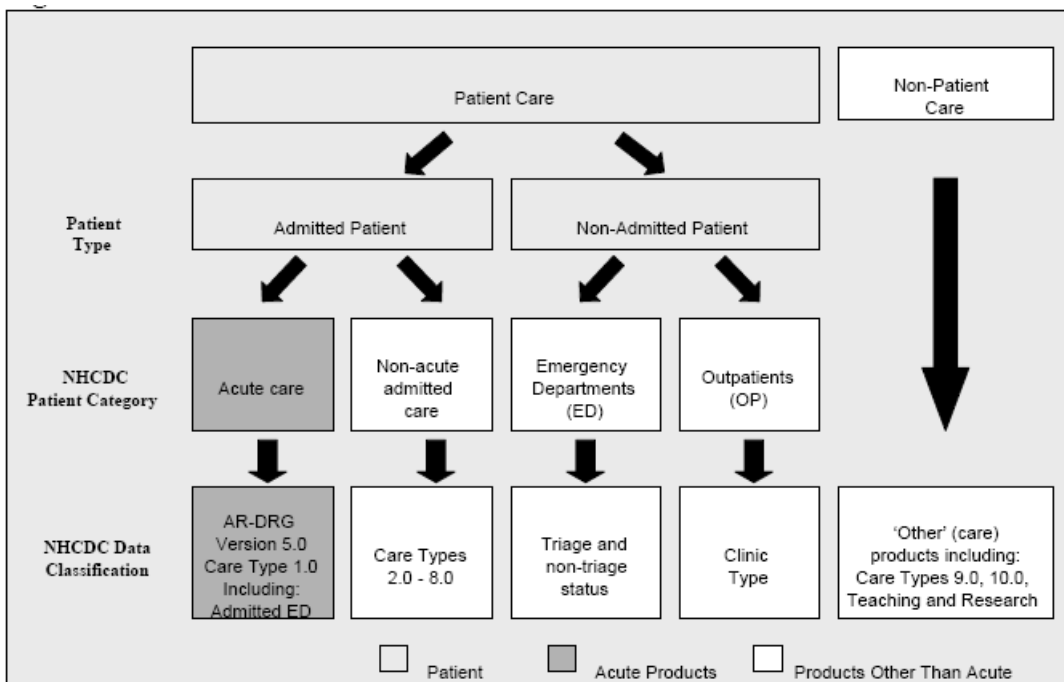 Patient Care
Non-Patient
Care
Patient
Type
Admitted Patient
Non-Admitted Patient
NHCDC
Patient Category
Acute care
Non-acute
admitted
care
Emergency
Departments
(ED)
Outpatients
(OP)
NHCDC Data
Classification
AR-DRG
Version 5.0
Care Type 1.0
Including:
Admitted ED
Care Types
2.0 - 8.0
Triage and
non-triage
status
Clinic
Type
'Other' (care)
products including:
Care Types 9.0, 10.0,
Teaching and Research
Patient
Acute Products
Products Other Than Acute